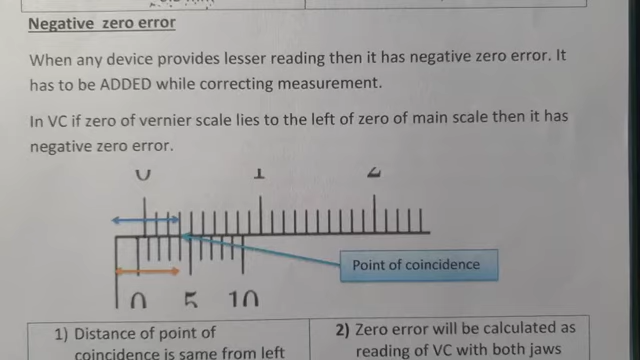 Negative zero error
When any device provides lesser reading then it has negative zero error. It
has to be ADDED while correcting measurement.
In VC if zero of vernier scale lies to the left of zero of main scale then it has
negative zero error.
0 1 2
Point of coincidence
0 5 10
1) Distance of point of
coincidence is same from left
2) Zero error will be calculated as
reading of VC with both jaws